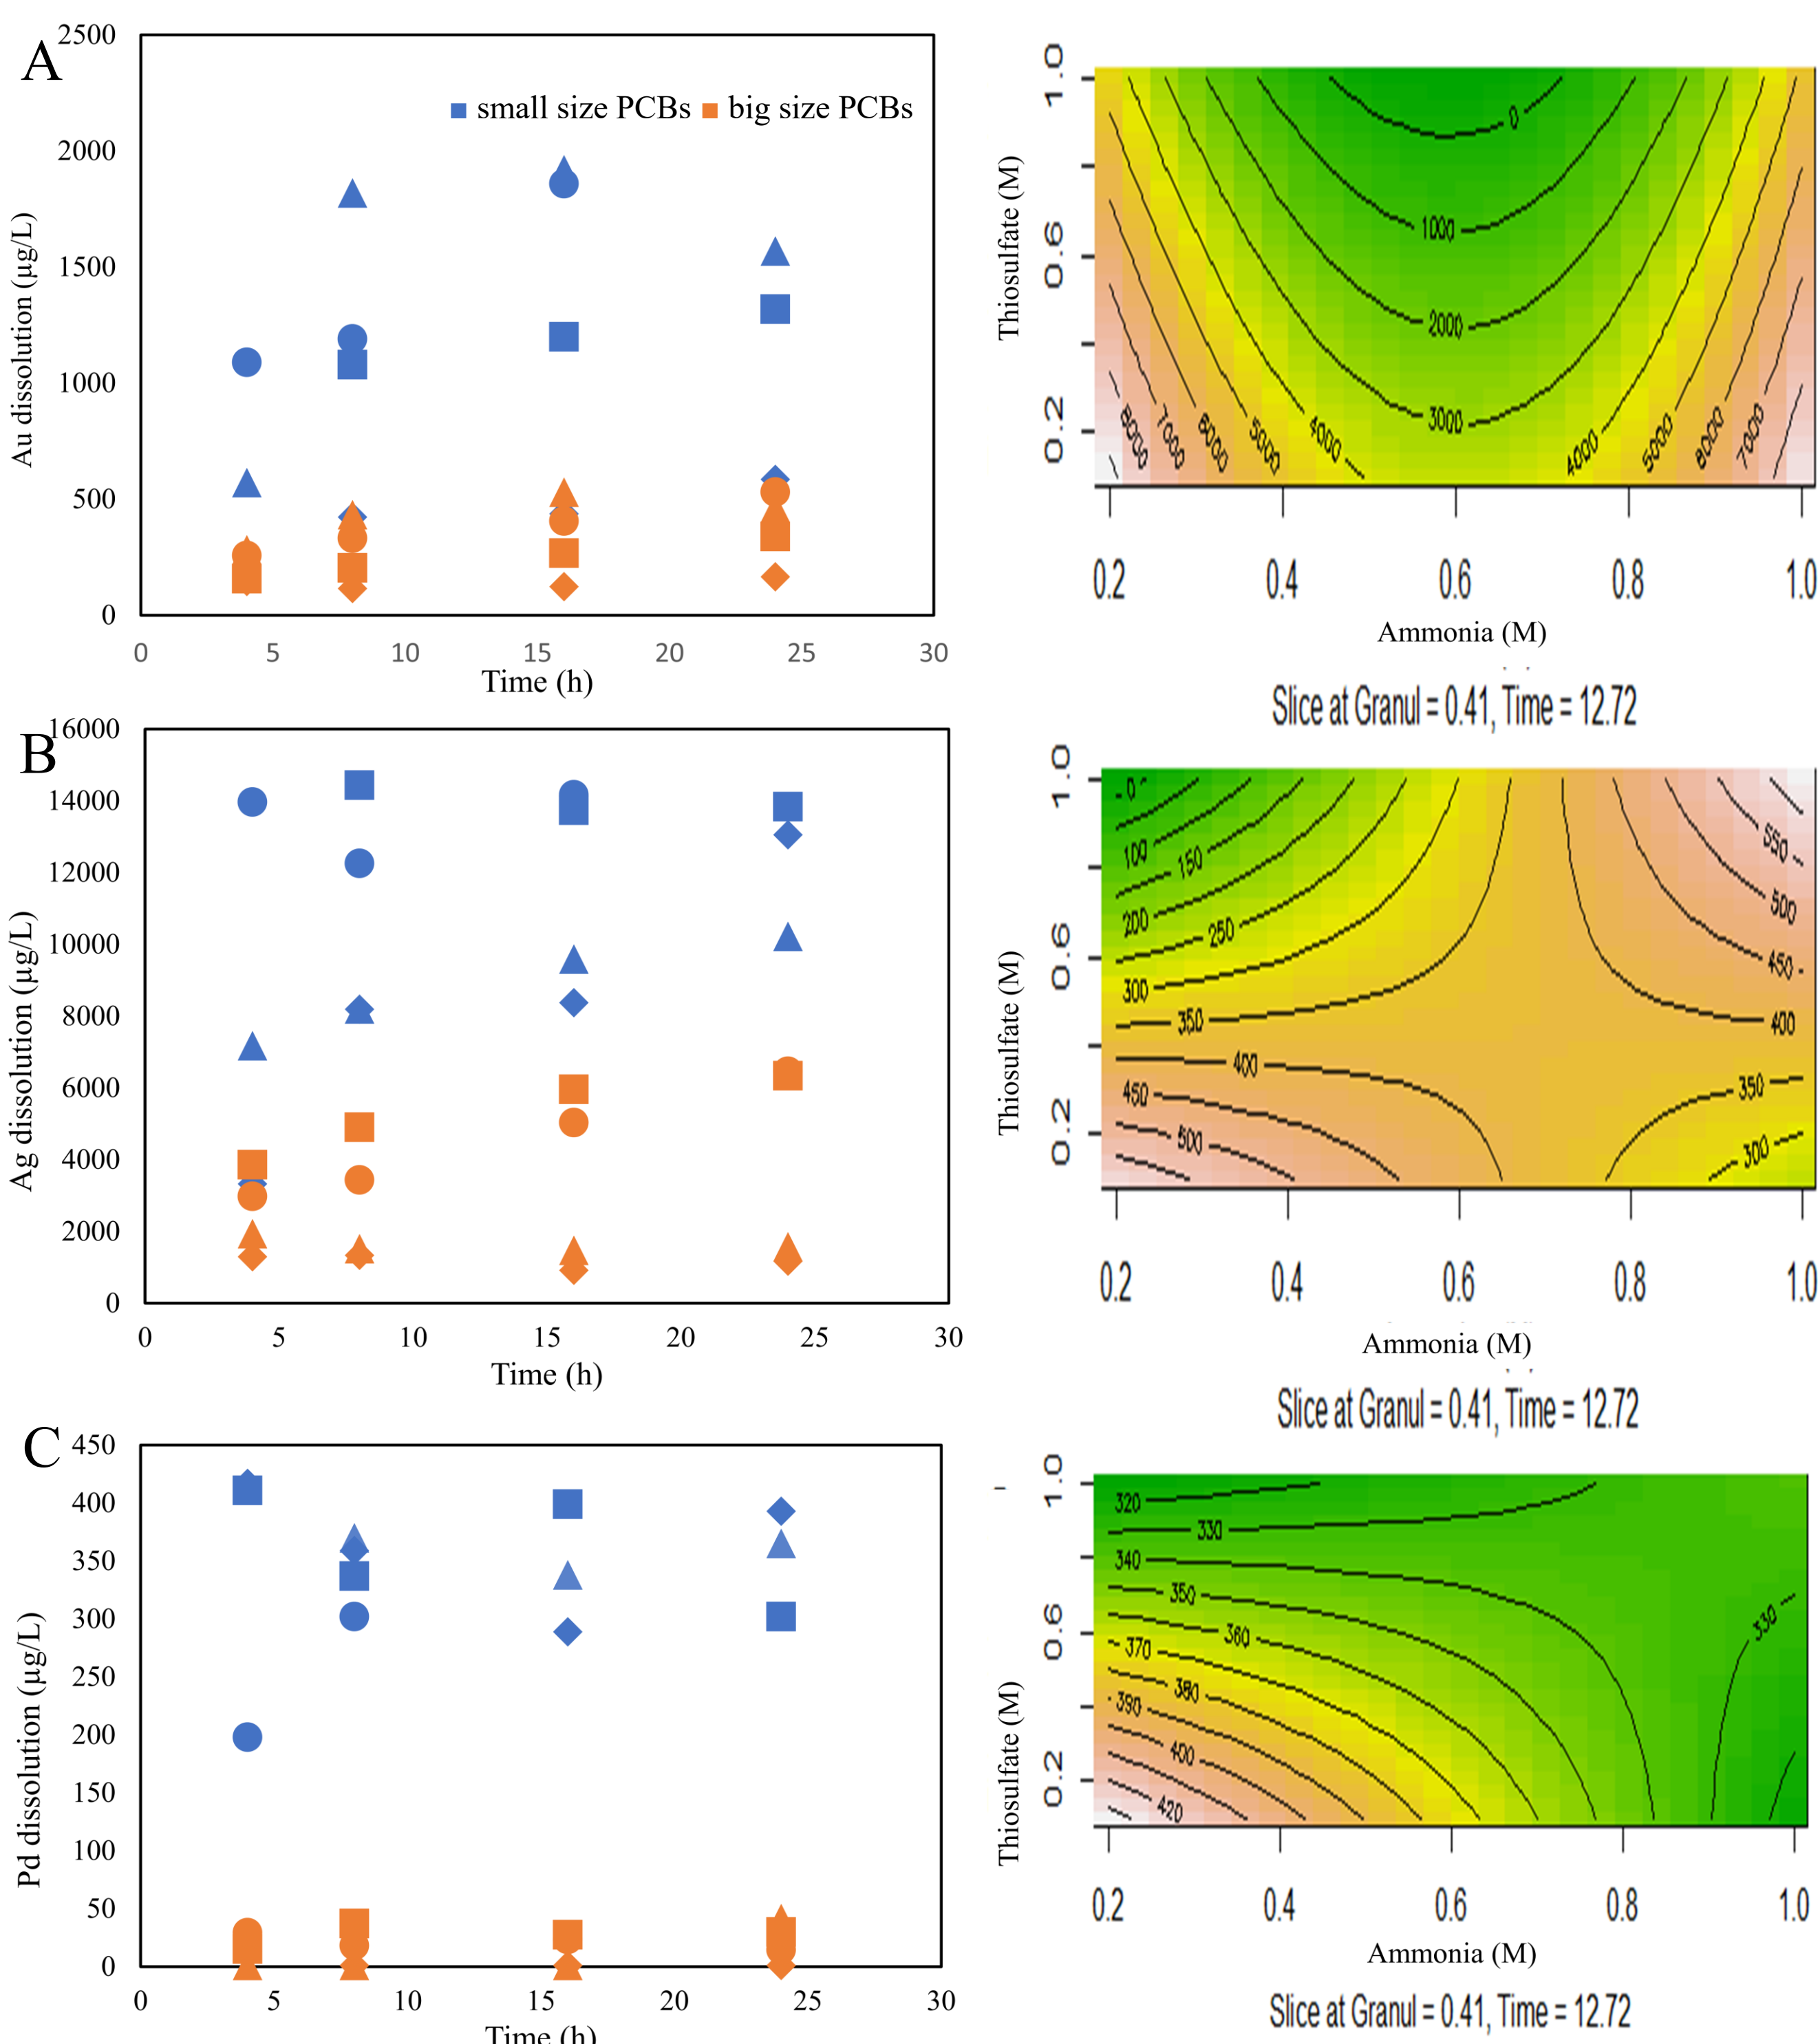 A
2500
2000
1500
1000
500
0
small size PCBs
big size PCBs
Au dissolution (µg/L)
0 5 10 15 20 25 30
Time (h)
Thiosulfate (M)
1.0
0.6
0.2
0
1000
2000
3000
4000
5000
6000
7000
8000
4000
5000
6000
7000
0.2 0.4 0.6 0.8 1.0
Ammonia (M)
Slice at Granul = 0.41, Time = 12.72
B
16000
14000
12000
10000
8000
6000
4000
2000
0
Ag dissolution (µg/L)
0 5 10 15 20 25 30
Time (h)
Thiosulfate (M)
1.0
0.6
0.2
0
100
150
200
250
300
350
400
450
500
550
500
450
400
350
300
0.2 0.4 0.6 0.8 1.0
Ammonia (M)
Slice at Granul = 0.41, Time = 12.72
C
450
400
350
300
250
200
150
100
50
0
Pd dissolution (µg/L)
0 5 10 15 20 25 30
Time (h)
Thiosulfate (M)
1.0
0.6
0.2
320
330
340
350
360
370
380
390
400
420
330
0.2 0.4 0.6 0.8 1.0
Ammonia (M)
Slice at Granul = 0.41, Time = 12.72